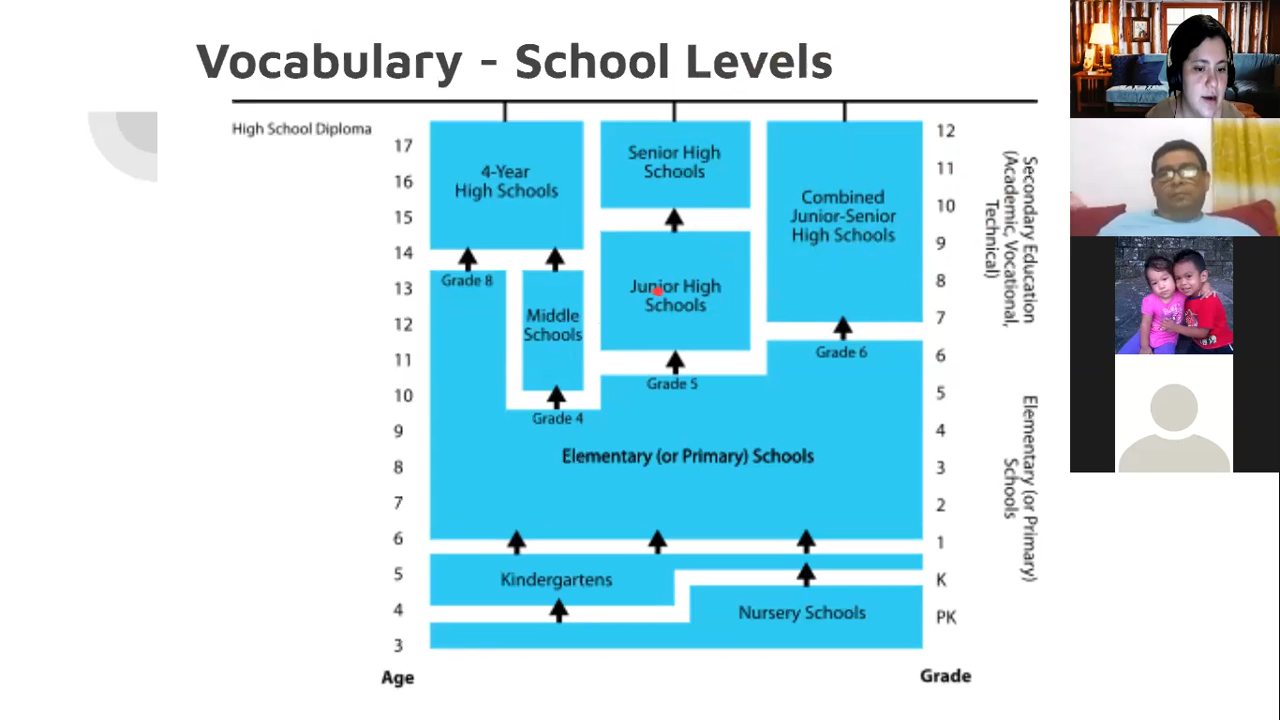 Vocabulary - School Levels
High School Diploma
17
16
15
14
13
12
11
10
9
8
7
6
5
4
3
Age
4-Year
High Schools
Senior High
Schools
Combined
Junior-Senior
High Schools
Grade 8
Middle
Schools
Junior High
Schools
Grade 6
Grade 5
Grade 4
Elementary (or Primary) Schools
Kindergartens
Nursery Schools
12
11
10
9
8
7
6
5
4
3
2
1
K
PK
Grade
Secondary Education
(Academic, Vocational,
Technical)
Elementary (or Primary)
Schools